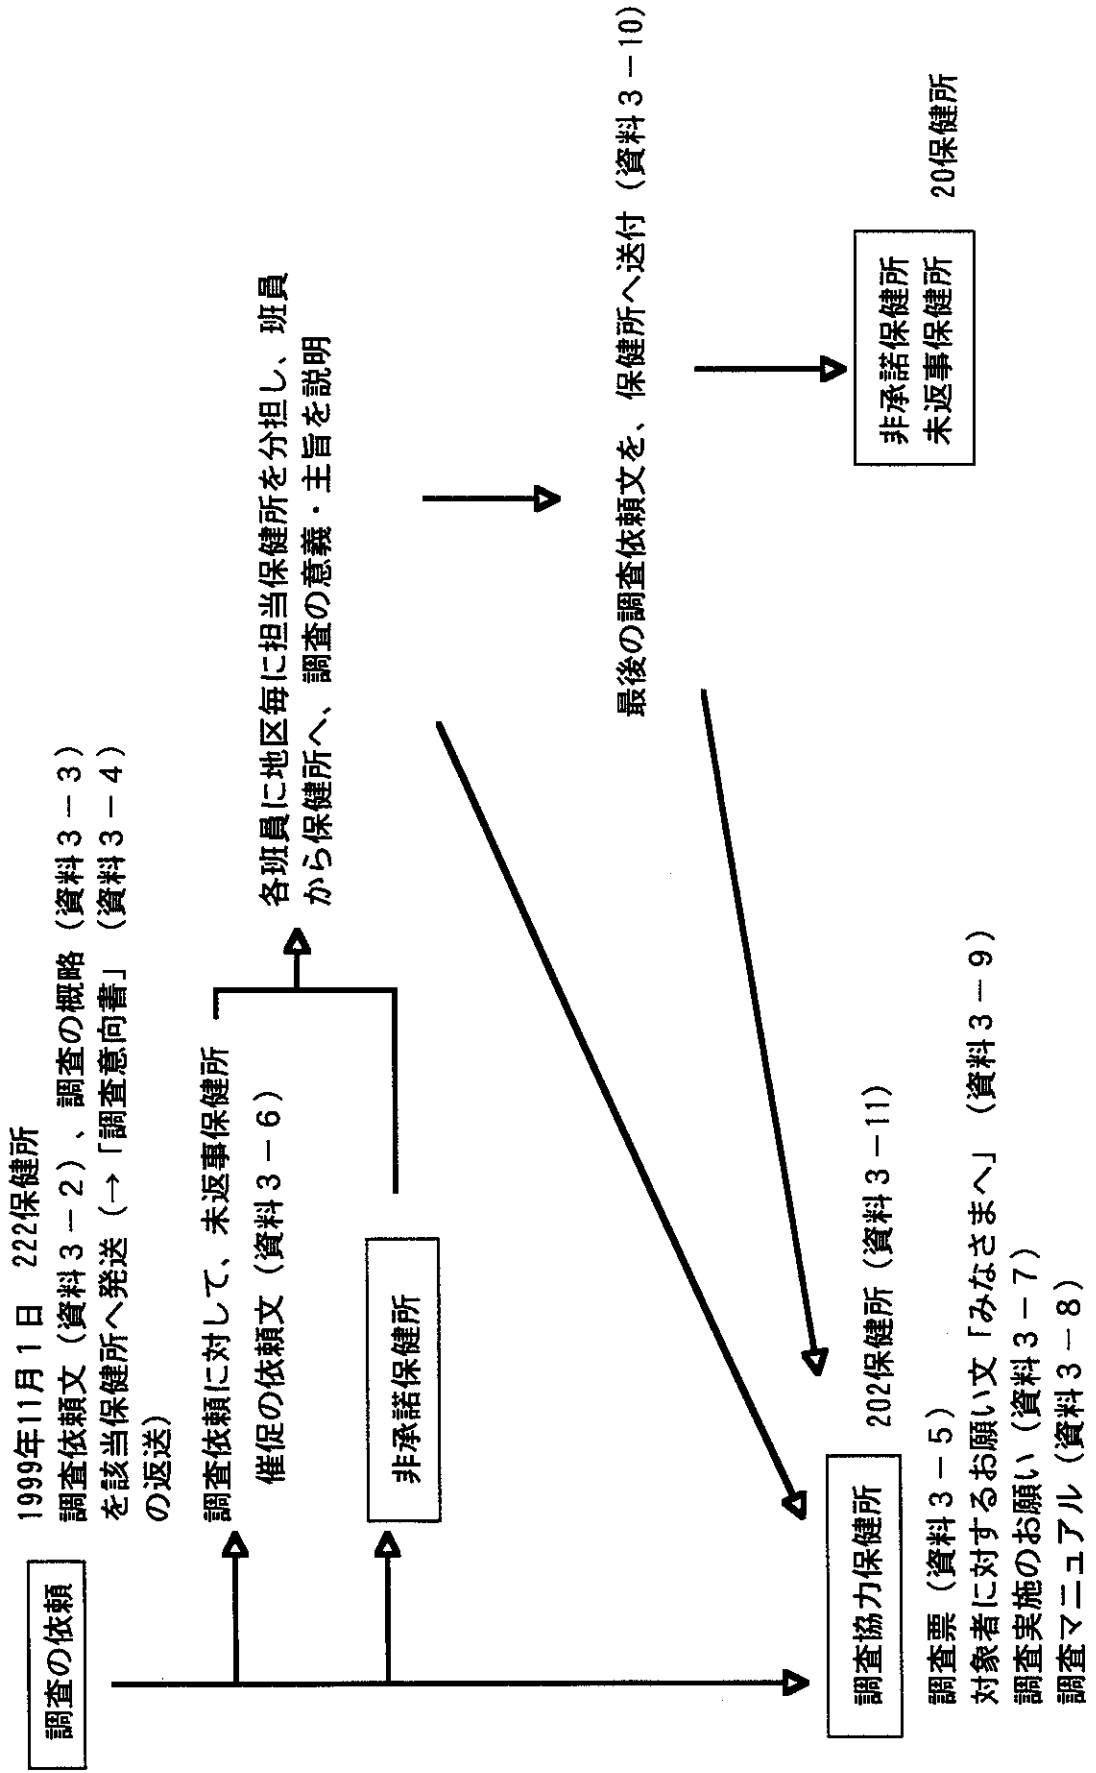 調査の依頼
1999年11月1日　222保健所
調査依頼文（資料3－2）、調査の概略（資料3－3）
を該当保健所へ発送（→「調査意向書」（資料3－4）
の返送）
調査依頼に対して、未返事保健所
催促の依頼文（資料3－6）
非承諾保健所
各班員に地区毎に担当保健所を分担し、班員
から保健所へ、調査の意義・主旨を説明
最後の調査依頼文を、保健所へ送付（資料3－10）
調査協力保健所
202保健所（資料3－11）
調査票（資料3－5）
対象者に対するお願い文「みなさまへ」（資料3－9）
調査実施のお願い（資料3－7）
調査マニュアル（資料3－8）
非承諾保健所
未返事保健所
20保健所